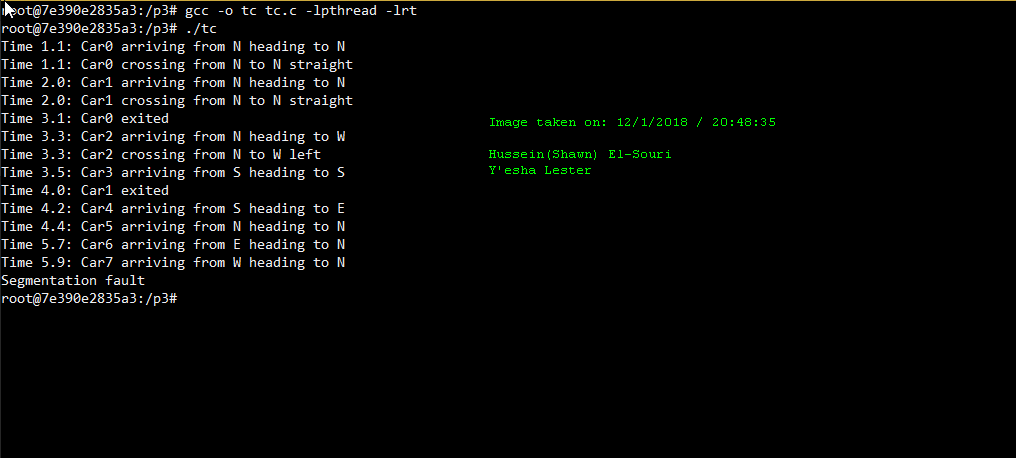 root@7e390e2835a3:/p3# gcc -o tc tc.c -lpthread -lrt
root@7e390e2835a3:/p3# ./tc
Time 1.1: Car0 arriving from N heading to N
Time 1.1: Car0 crossing from N to N straight
Time 2.0: Car1 arriving from N heading to N
Time 2.0: Car1 crossing from N to N straight
Time 3.1: Car0 exited
Time 3.3: Car2 arriving from N heading to W
Time 3.3: Car2 crossing from N to W left
Time 3.5: Car3 arriving from S heading to S
Time 4.0: Car1 exited
Time 4.2: Car4 arriving from S heading to E
Time 4.4: Car5 arriving from N heading to N
Time 5.7: Car6 arriving from E heading to N
Time 5.9: Car7 arriving from W heading to N
Segmentation fault
root@7e390e2835a3:/p3#
Image taken on: 12/1/2018 / 20:48:35
Hussein(Shawn) El-Souri
Y'esha Lester